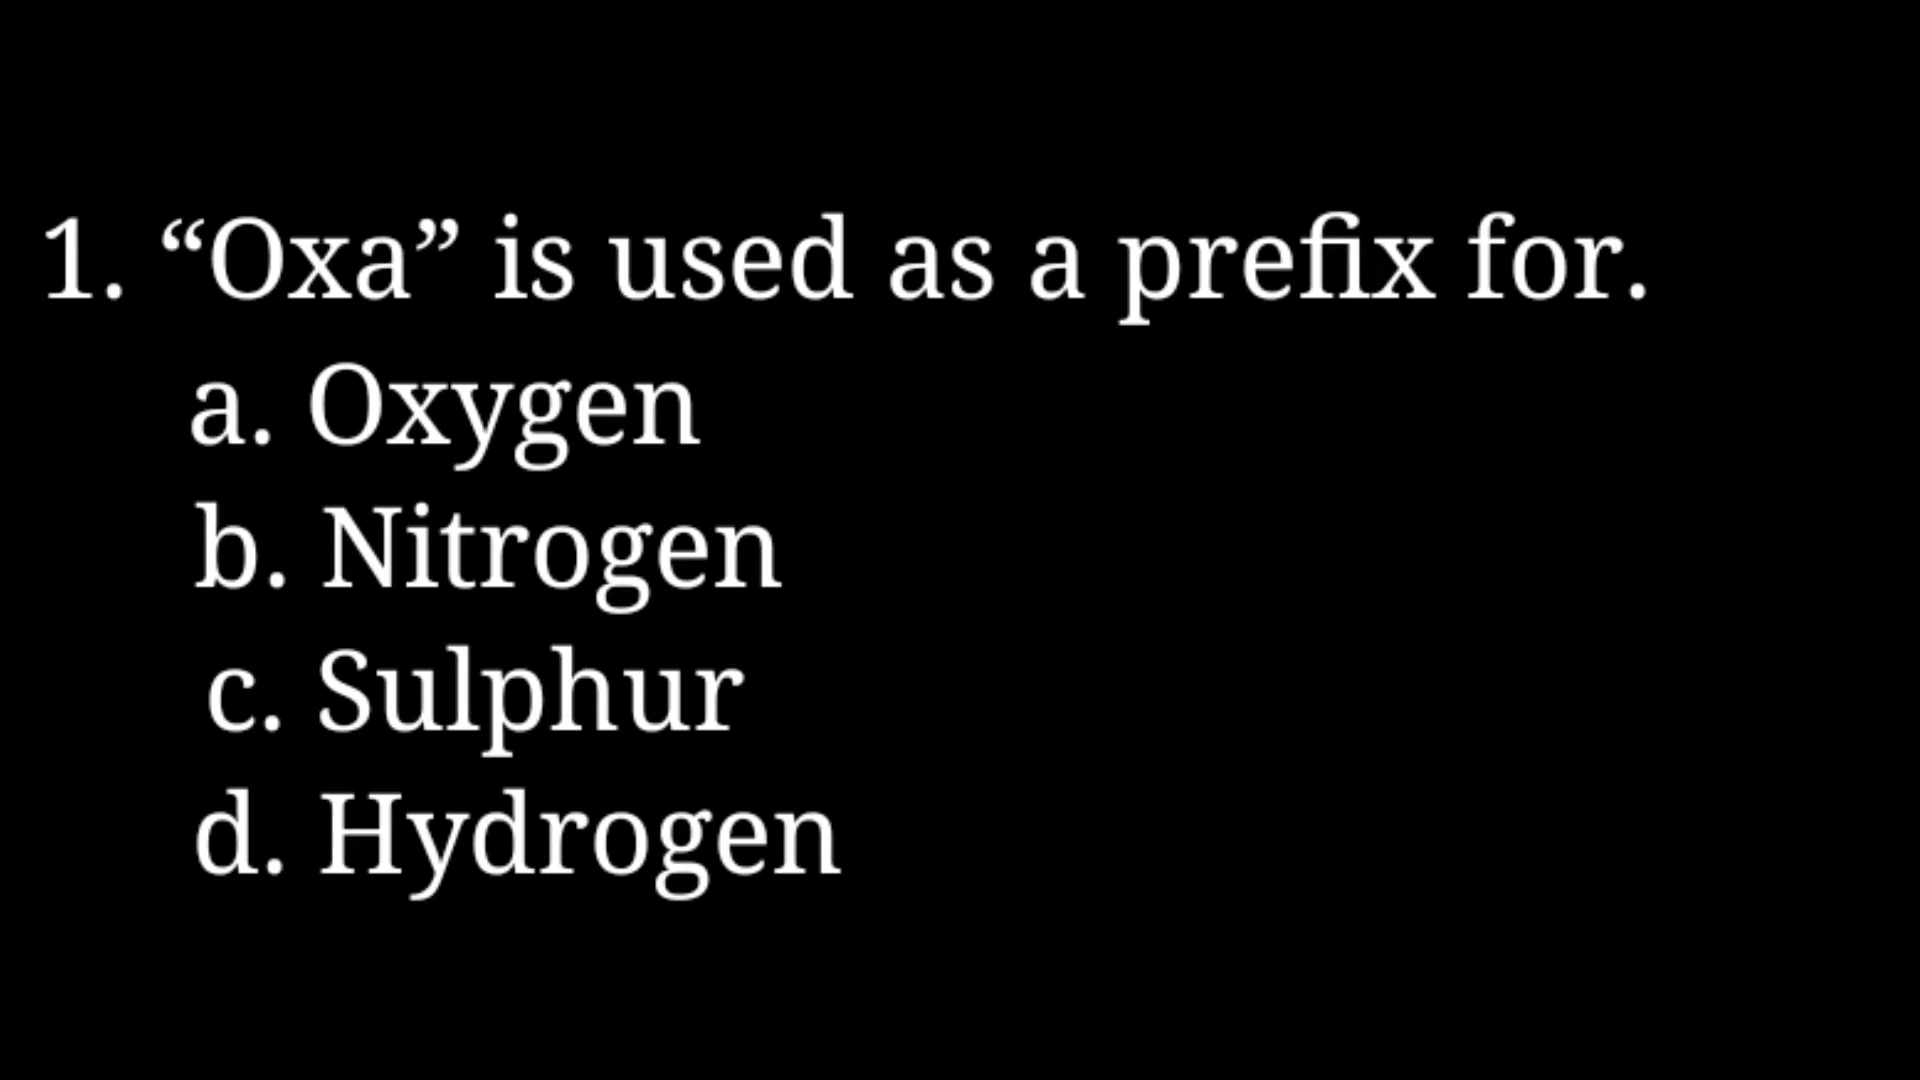 1. “Oxa” is used as a prefix for.
a. Oxygen
b. Nitrogen
c. Sulphur
d. Hydrogen